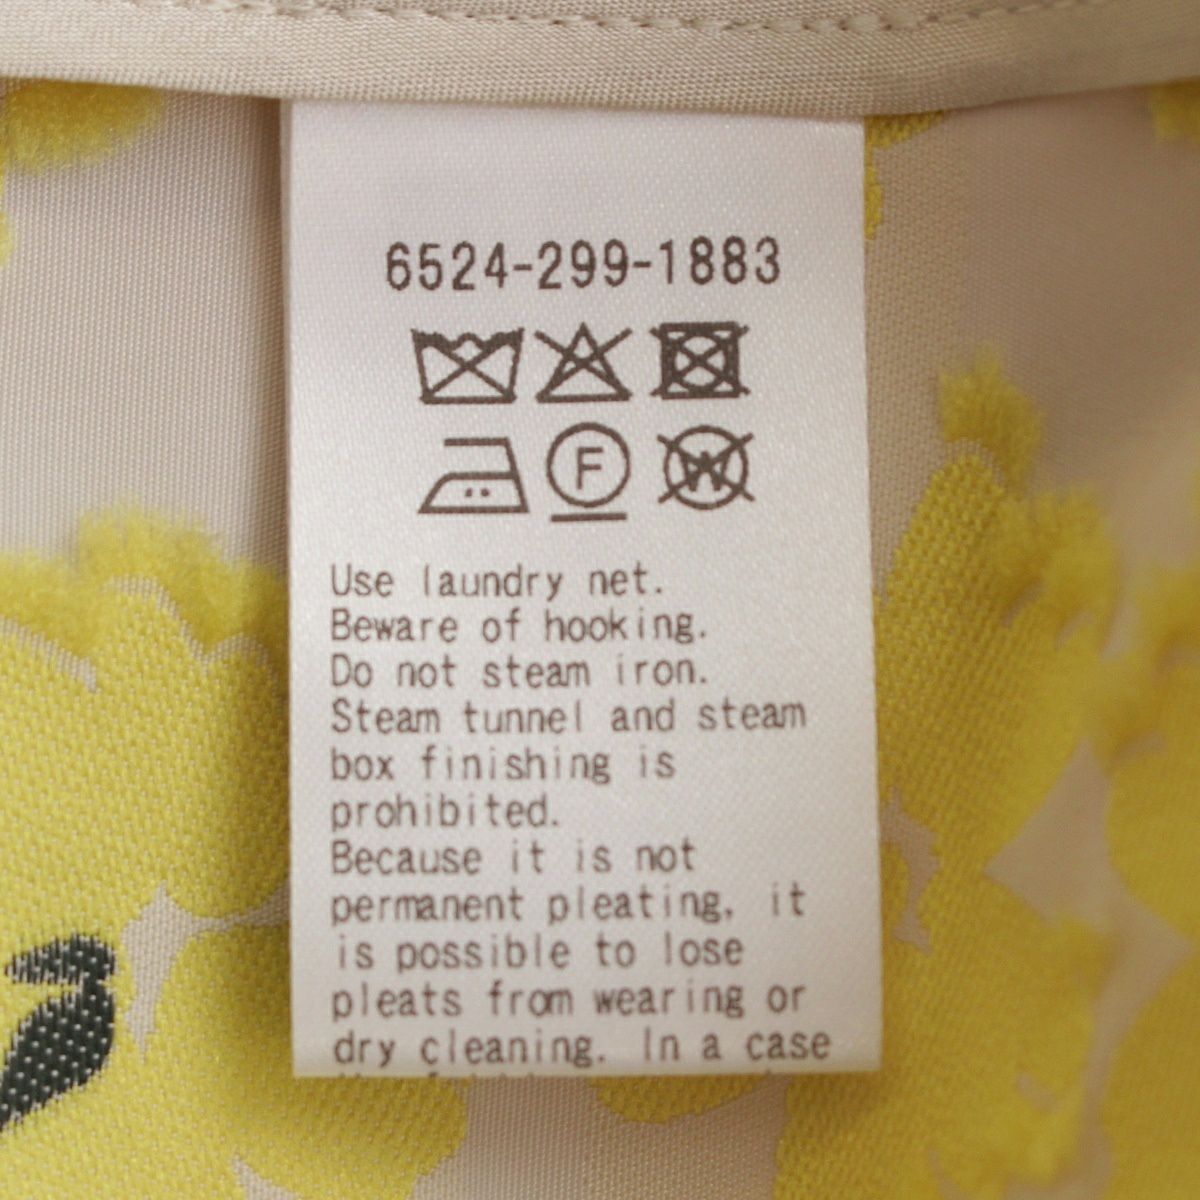 6524-299-1883
F
W
Use laundry net.
Beware of hooking.
Do not steam iron.
Steam tunnel and steam
box finishing is
prohibited.
Because it is not
permanent pleating, it
is possible to lose
pleats from wearing or
dry cleaning. In a case